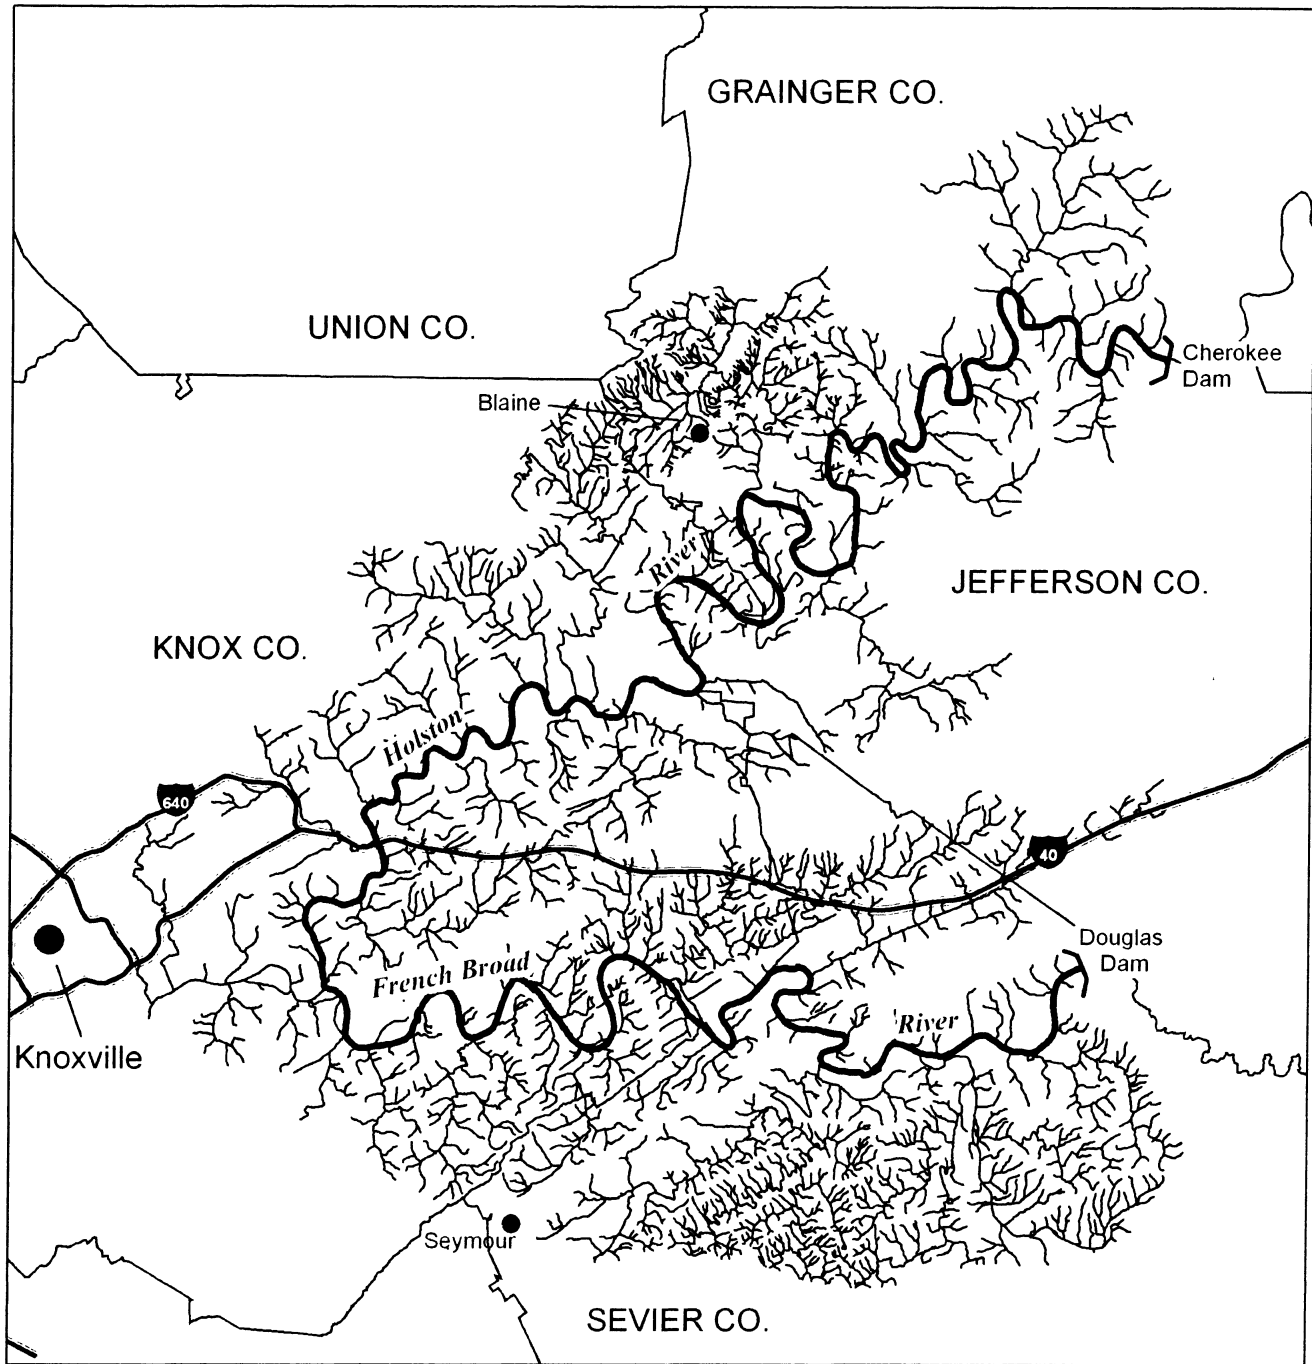 GRAINGER CO.
UNION CO.
Cherokee
Dam
Blaine
River
JEFFERSON CO.
KNOX CO.
Holston
640
40
Douglas
Dam
French Broad
River
Knoxville
Seymour
SEVIER CO.